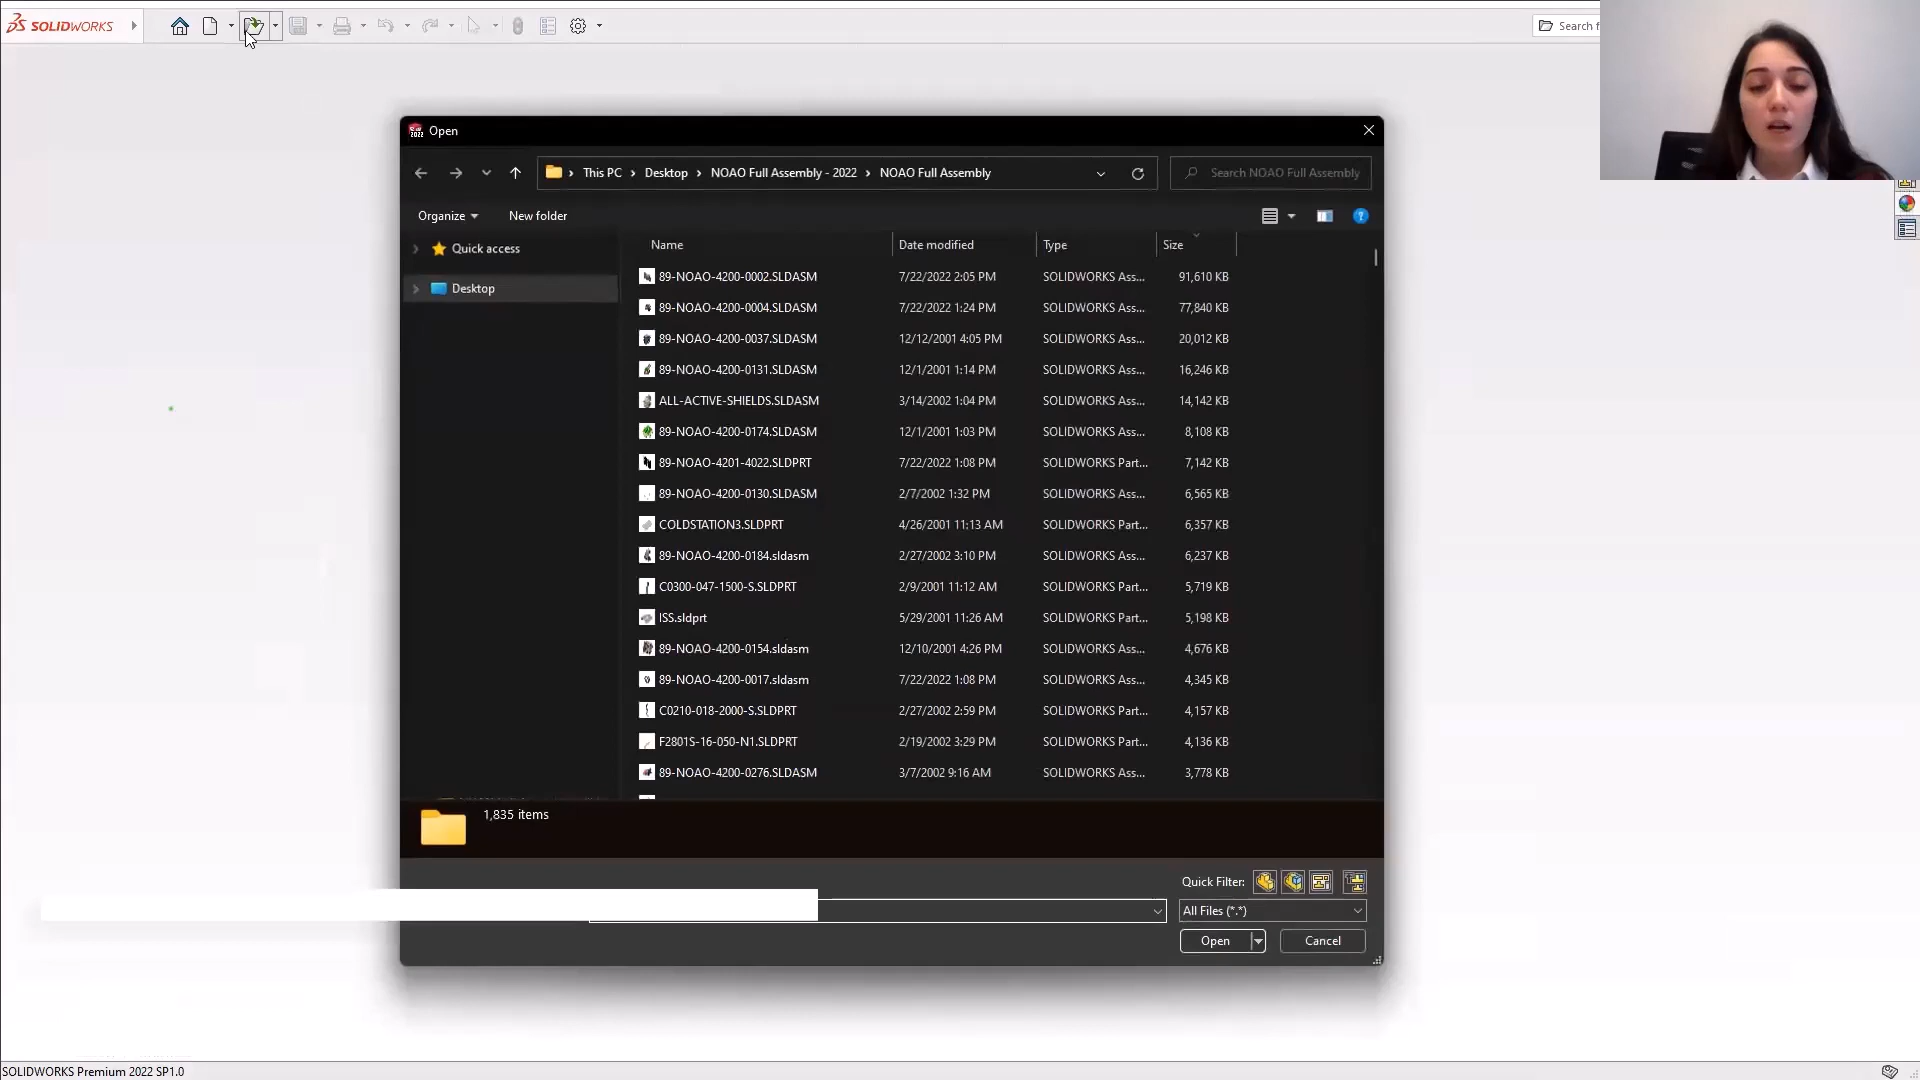 SOLIDWORKS
Search f
Open
This PC > Desktop > NOAO Full Assembly - 2022 > NOAO Full Assembly
Search NOAO Full Assembly
Organize
New folder
Quick access
Desktop
Name Date modified Type Size
89-NOAO-4200-0002.SLDASM 7/22/2022 2:05 PM SOLIDWORKS Ass... 91,610 KB
89-NOAO-4200-0004.SLDASM 7/22/2022 1:24 PM SOLIDWORKS Ass... 77,840 KB
89-NOAO-4200-0037.SLDASM 12/12/2001 4:05 PM SOLIDWORKS Ass... 20,012 KB
89-NOAO-4200-0131.SLDASM 12/1/2001 1:14 PM SOLIDWORKS Ass... 16,246 KB
ALL-ACTIVE-SHIELDS.SLDASM 3/14/2002 1:04 PM SOLIDWORKS Ass... 14,142 KB
89-NOAO-4200-0174.SLDASM 12/1/2001 1:03 PM SOLIDWORKS Ass... 8,108 KB
89-NOAO-4201-4022.SLDPRT 7/22/2022 1:08 PM SOLIDWORKS Part... 7,142 KB
89-NOAO-4200-0130.SLDASM 2/7/2002 1:32 PM SOLIDWORKS Ass... 6,565 KB
COLDSTATION3.SLDPRT 4/26/2001 11:13 AM SOLIDWORKS Part... 6,357 KB
89-NOAO-4200-0184.sldasm 2/27/2002 3:10 PM SOLIDWORKS Ass... 6,237 KB
C0300-047-1500-S.SLDPRT 2/9/2001 11:12 AM SOLIDWORKS Part... 5,719 KB
ISS.sldprt 5/29/2001 11:26 AM SOLIDWORKS Part... 5,198 KB
89-NOAO-4200-0154.sldasm 12/10/2001 4:26 PM SOLIDWORKS Ass... 4,676 KB
89-NOAO-4200-0017.sldasm 7/22/2022 1:08 PM SOLIDWORKS Ass... 4,345 KB
C0210-018-2000-S.SLDPRT 2/27/2002 2:59 PM SOLIDWORKS Part... 4,157 KB
F2801S-16-050-N1.SLDPRT 2/19/2002 3:29 PM SOLIDWORKS Part... 4,136 KB
89-NOAO-4200-0276.SLDASM 3/7/2002 9:16 AM SOLIDWORKS Ass... 3,778 KB
1,835 items
Quick Filter:
All Files (*.*)
Open
Cancel
SOLIDWORKS Premium 2022 SP1.0